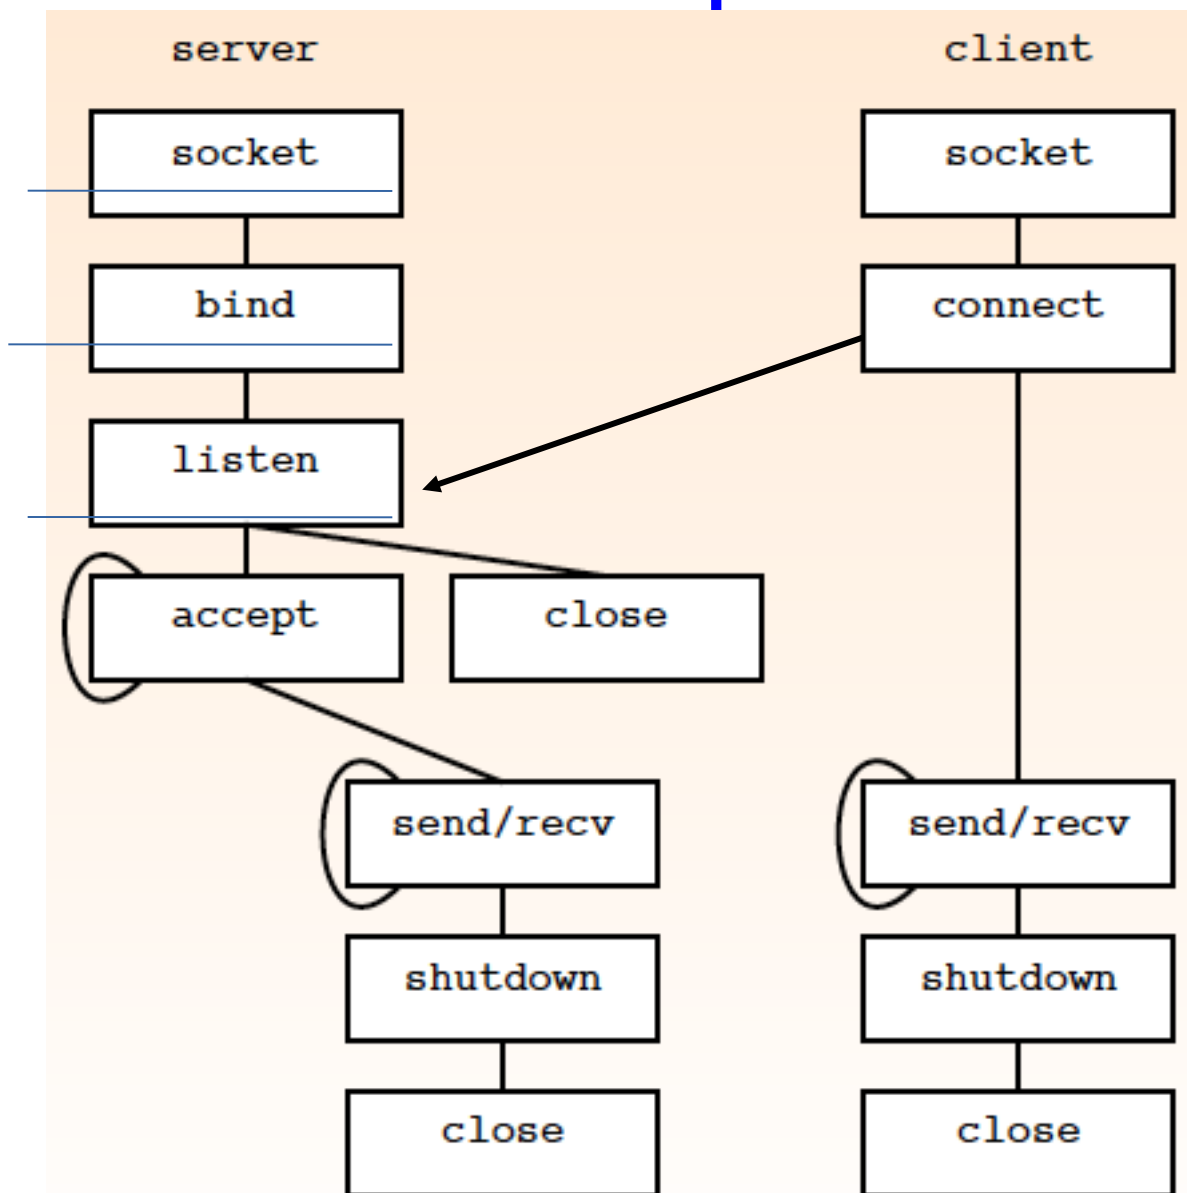 server
client
socket
socket
bind
connect
listen
accept
close
send/recv
send/recv
shutdown
shutdown
close
close